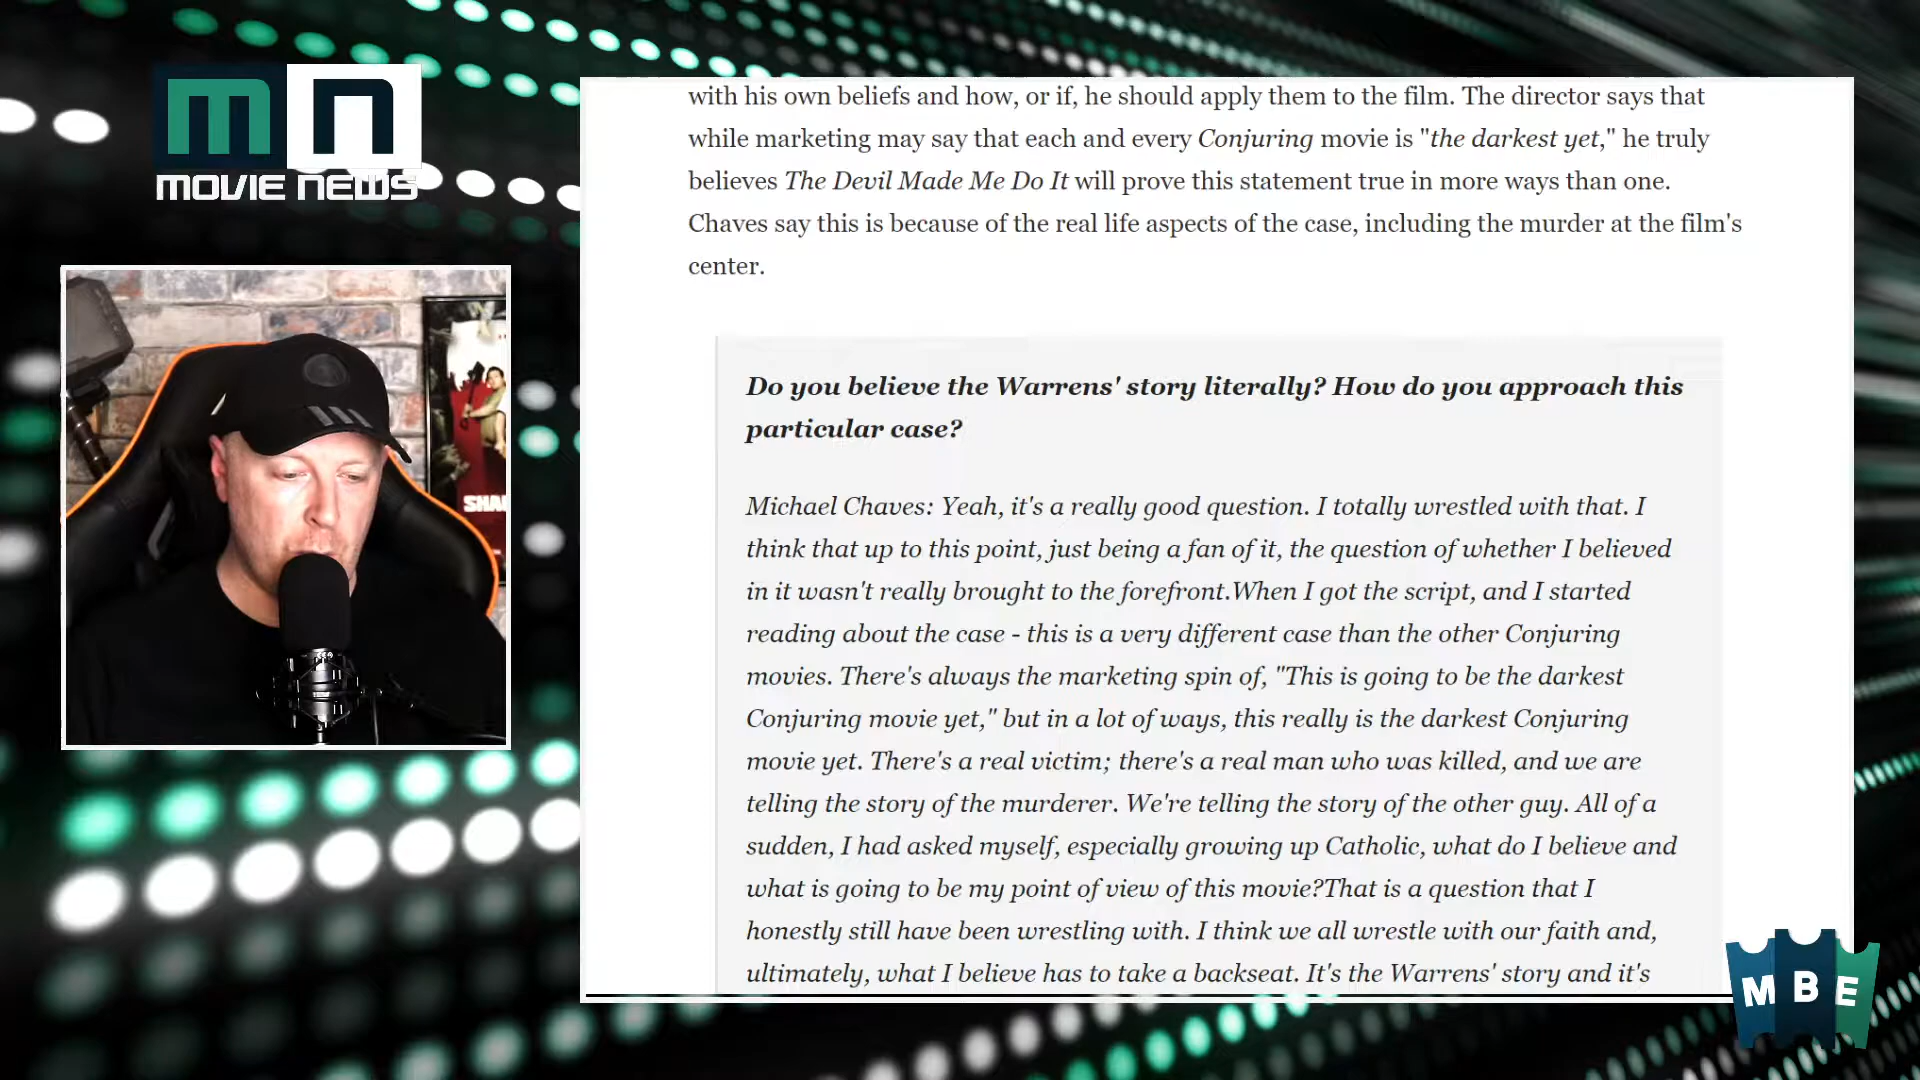 mn
MOVIE NEWS
with his own beliefs and how, or if, he should apply them to the film. The director says that
while marketing may say that each and every Conjuring movie is "the darkest yet," he truly
believes The Devil Made Me Do It will prove this statement true in more ways than one.
Chaves say this is because of the real life aspects of the case, including the murder at the film's
center.
Do you believe the Warrens' story literally? How do you approach this
particular case?
Michael Chaves: Yeah, it's a really good question. I totally wrestled with that. I
think that up to this point, just being a fan of it, the question of whether I believed
in it wasn't really brought to the forefront.When I got the script, and I started
reading about the case - this is a very different case than the other Conjuring
movies. There's always the marketing spin of, "This is going to be the darkest
Conjuring movie yet," but in a lot of ways, this really is the darkest Conjuring
movie yet. There's a real victim; there's a real man who was killed, and we are
telling the story of the murderer. We're telling the story of the other guy. All of a
sudden, I had asked myself, especially growing up Catholic, what do I believe and
what is going to be my point of view of this movie?That is a question that I
honestly still have been wrestling with. I think we all wrestle with our faith and,
ultimately, what I believe has to take a backseat. It's the Warrens' story and it's
MBE